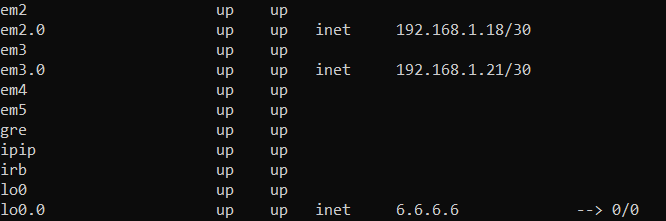 em2 up up
em2.0 up up inet 192.168.1.18/30
em3 up up
em3.0 up up inet 192.168.1.21/30
em4 up up
em5 up up
gre up up
ipip up up
irb up up
lo0 up up
lo0.0 up up inet 6.6.6.6 --> 0/0